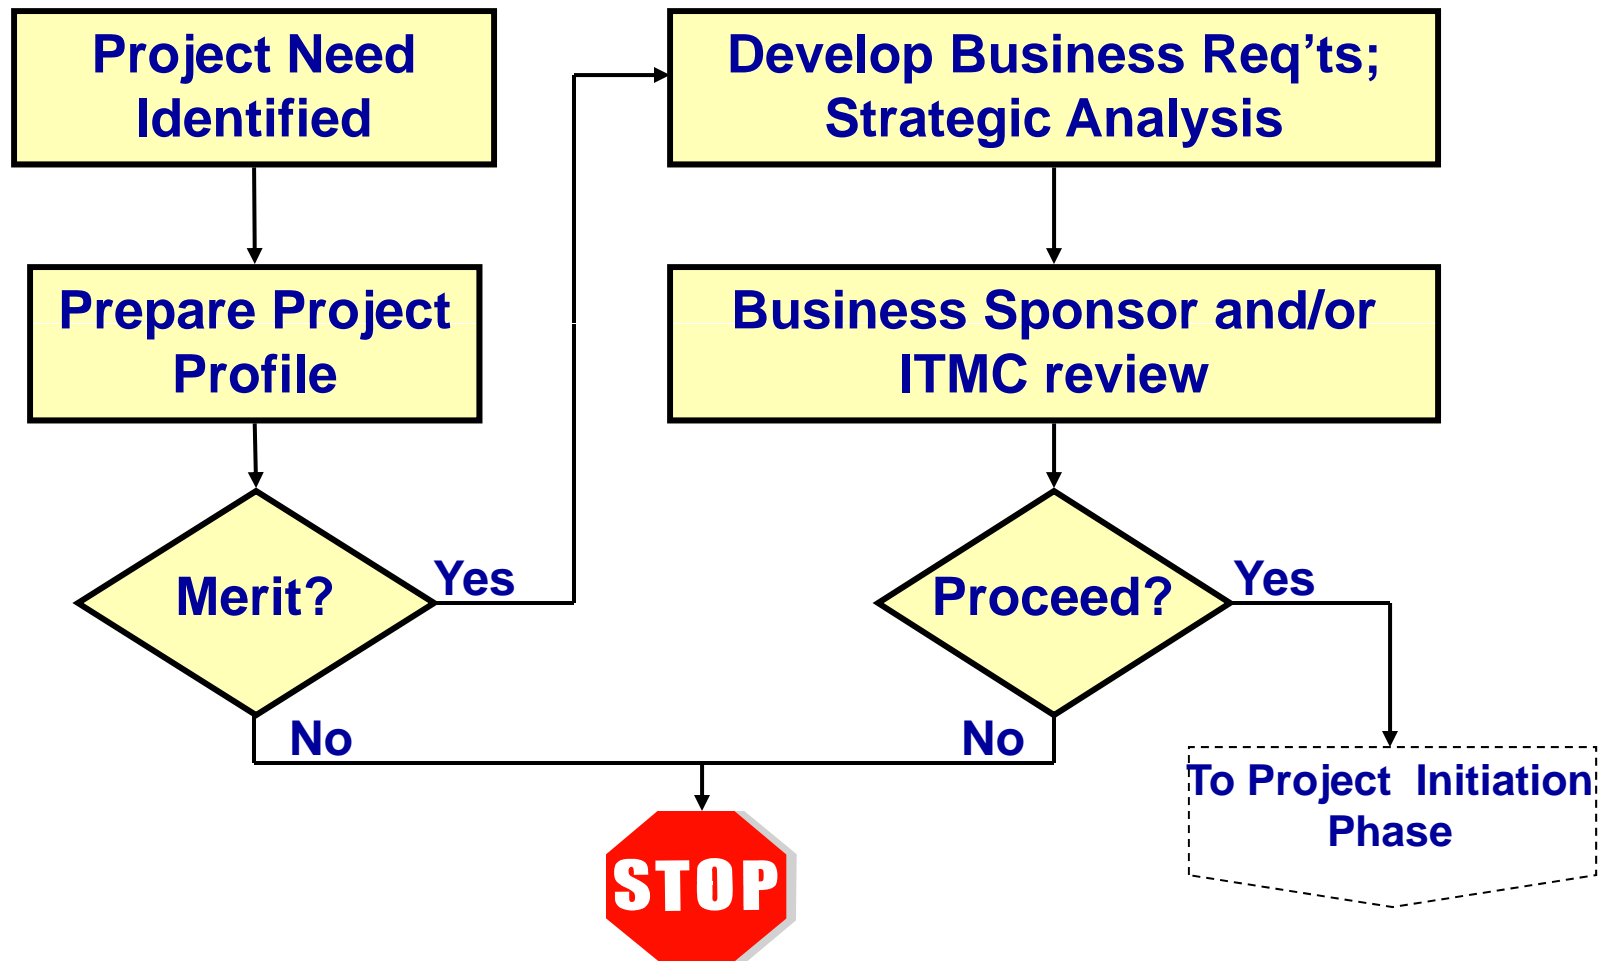 Project Need
Identified
Prepare Project
Profile
Merit?
Yes
No
Develop Business Req’ts;
Strategic Analysis
Business Sponsor and/or
ITMC review
Proceed?
Yes
No
To Project  Initiation
Phase
STOP